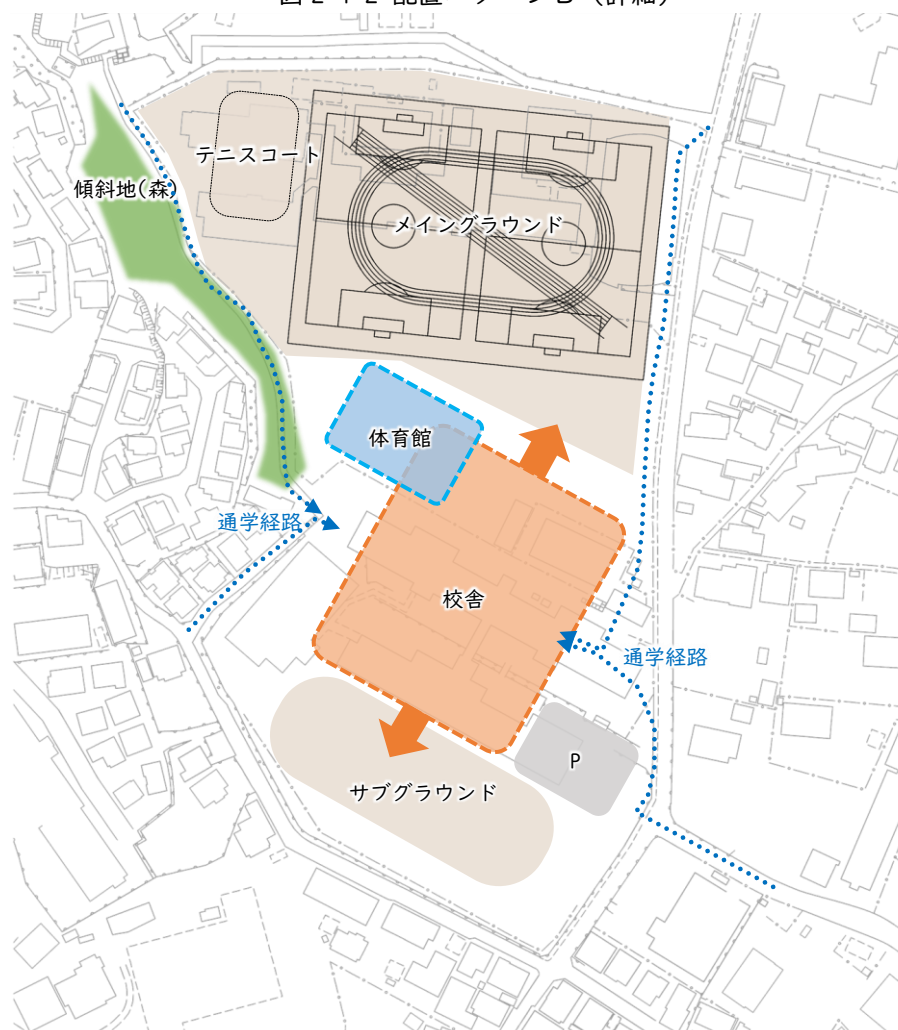 テニスコート
傾斜地(森)
メイングラウンド
体育館
通学経路
校舎
通学経路
P
サブグラウンド